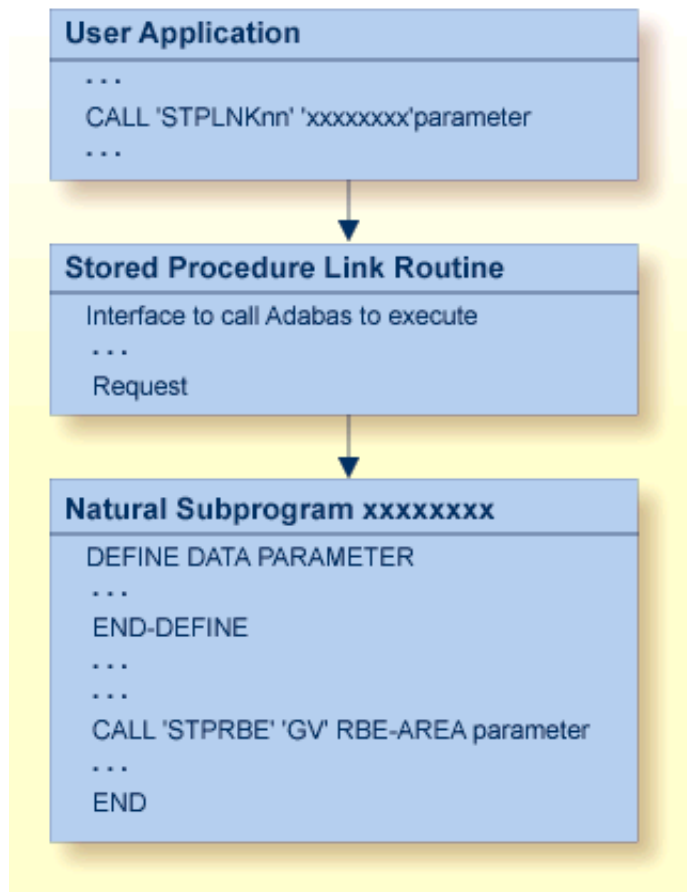 User Application
. . .
CALL 'STPLNKnn' 'xxxxxxxx'parameter
. . .
Stored Procedure Link Routine
Interface to call Adabas to execute
. . .
Request
Natural Subprogram xxxxxxxx
DEFINE DATA PARAMETER
. . .
END-DEFINE
. . .
. . .
CALL 'STPRBE' 'GV' RBE-AREA parameter
. . .
END